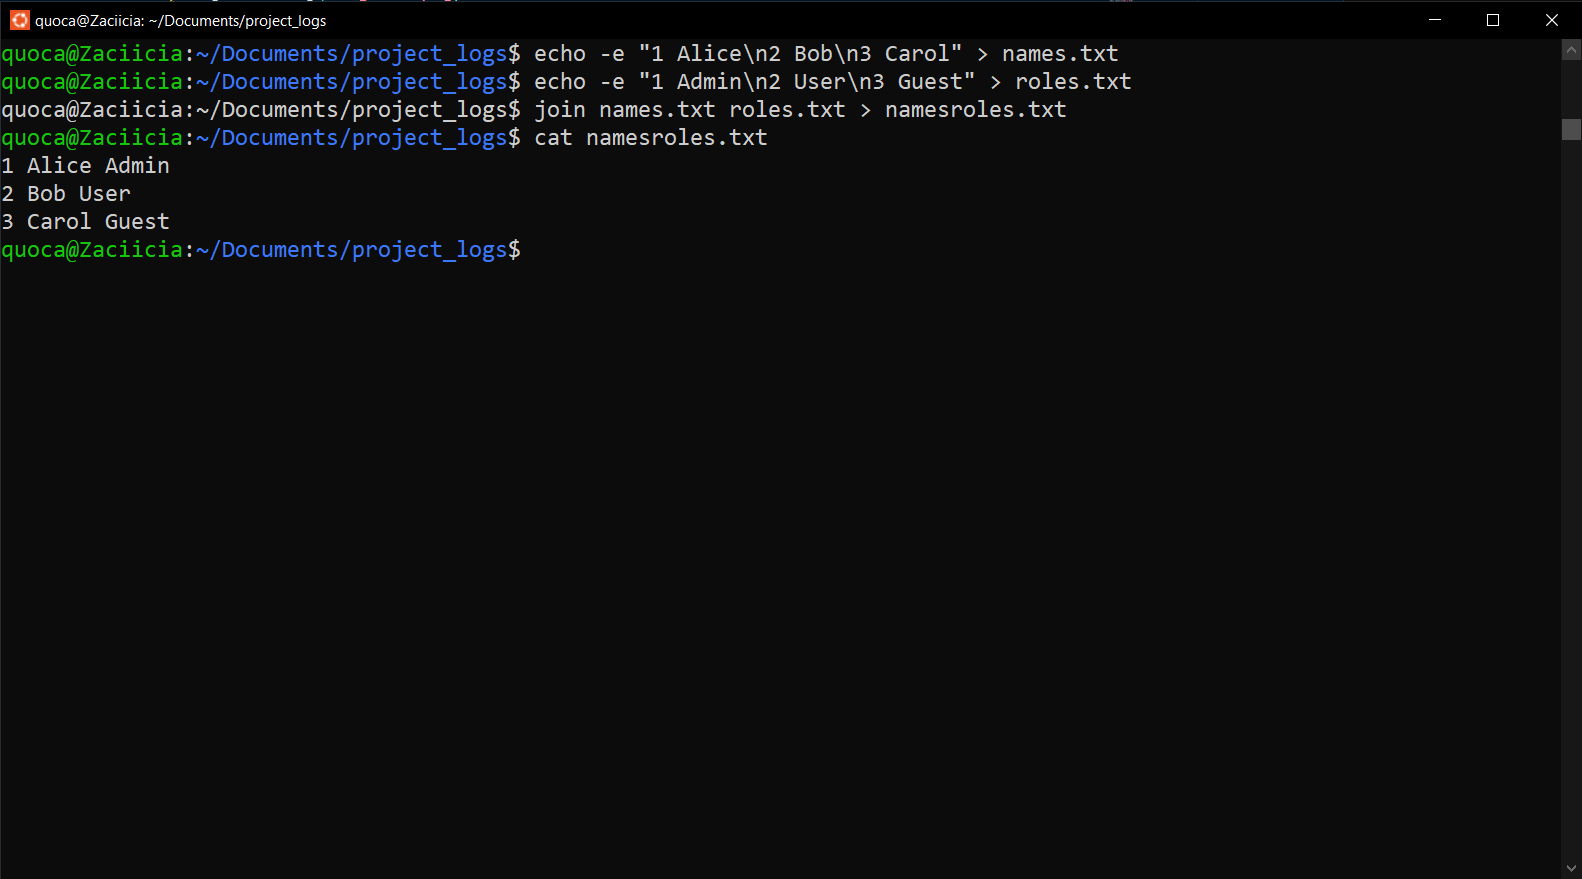 quoca@Zaciicia: ~/Documents/project_logs
quoca@Zaciicia:~/Documents/project_logs$ echo -e "1 Alice\n2 Bob\n3 Carol" > names.txt
quoca@Zaciicia:~/Documents/project_logs$ echo -e "1 Admin\n2 User\n3 Guest" > roles.txt
quoca@Zaciicia:~/Documents/project_logs$ join names.txt roles.txt > namesroles.txt
quoca@Zaciicia:~/Documents/project_logs$ cat namesroles.txt
1 Alice Admin
2 Bob User
3 Carol Guest
quoca@Zaciicia:~/Documents/project_logs$